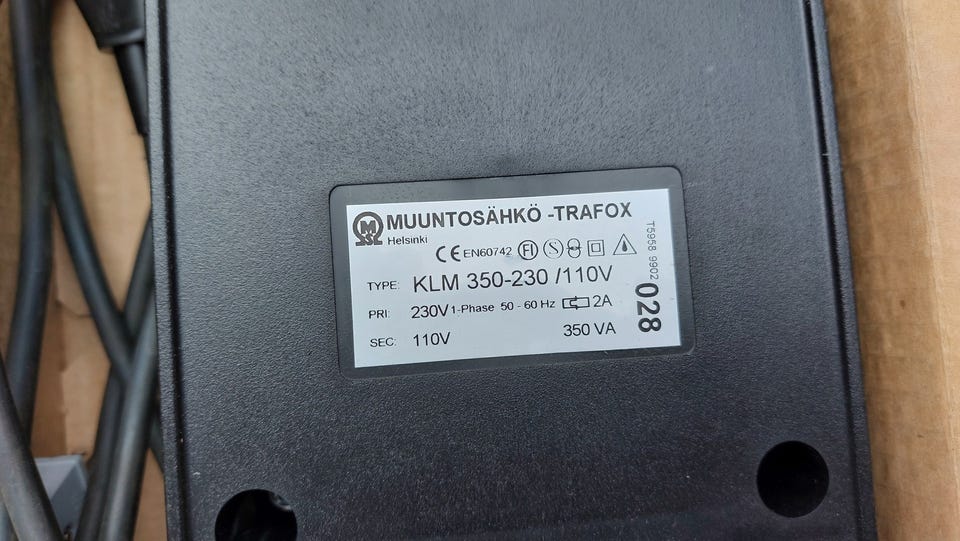 MUUNTOSÄHKÖ -TRAFOX
Helsinki
CE EN60742 FI S
TYPE: KLM 350-230 /110V
PRI: 230V 1-Phase 50 - 60 Hz 2A
SEC: 110V 350 VA
T5958 9902
028